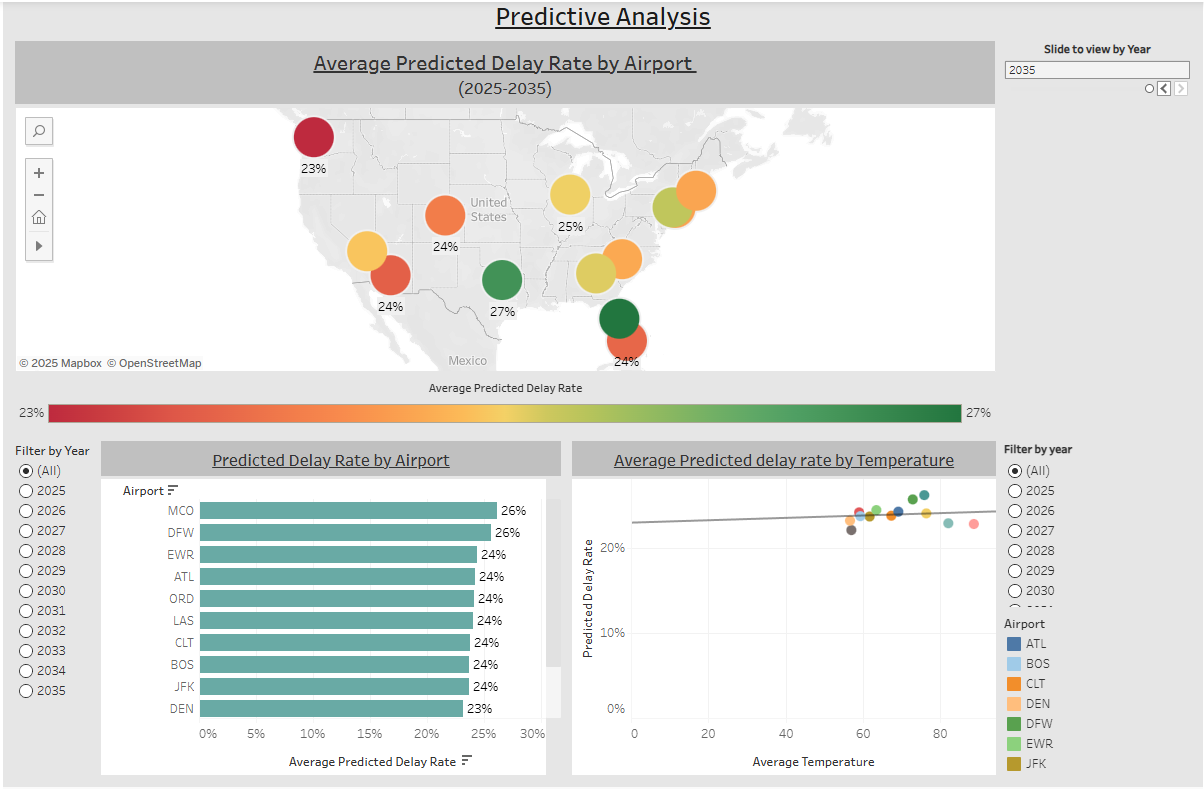 Predictive Analysis
Average Predicted Delay Rate by Airport
(2025-2035)
Slide to view by Year
2035
23%
United
States
25%
24%
24%
27%
24%
Mexico
© 2025 Mapbox © OpenStreetMap
Average Predicted Delay Rate
23%
27%
Filter by Year
(All)
2025
2026
2027
2028
2029
2030
2031
2032
2033
2034
2035
Predicted Delay Rate by Airport
Airport
MCO 26%
DFW 26%
EWR 24%
ATL 24%
ORD 24%
LAS 24%
CLT 24%
BOS 24%
JFK 24%
DEN 23%
0% 5% 10% 15% 20% 25% 30%
Average Predicted Delay Rate
Average Predicted delay rate by Temperature
Predicted Delay Rate
20%
10%
0%
0 20 40 60 80
Average Temperature
Filter by year
(All)
2025
2026
2027
2028
2029
2030
Airport
ATL
BOS
CLT
DEN
DFW
EWR
JFK